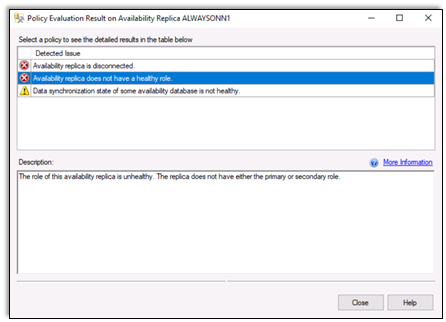 Policy Evaluation Result on Availability Replica ALWAYSONN1
Select a policy to see the detailed results in the table below
Detected Issue
Availability replica is disconnected.
Availability replica does not have a healthy role.
Data synchronization state of some availability database is not healthy.
Description:
More Information
The role of this availability replica is unhealthy. The replica does not have either the primary or secondary role.
Close
Help